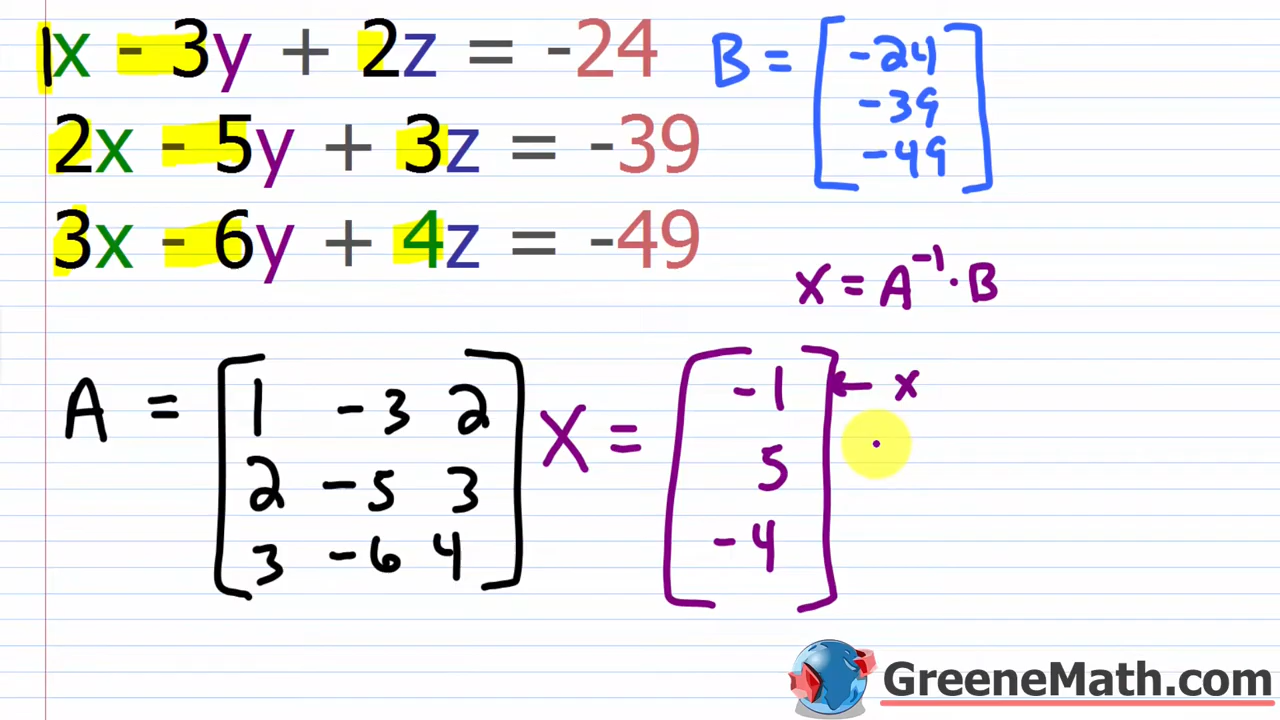 1x - 3y + 2z = -24
2x - 5y + 3z = -39
3x - 6y + 4z = -49
B = [-24
-39
-49]
X = A⁻¹ · B
A = [1 -3 2
2 -5 3
3 -6 4]
X = [-1
5
-4]
← x
GreeneMath.com